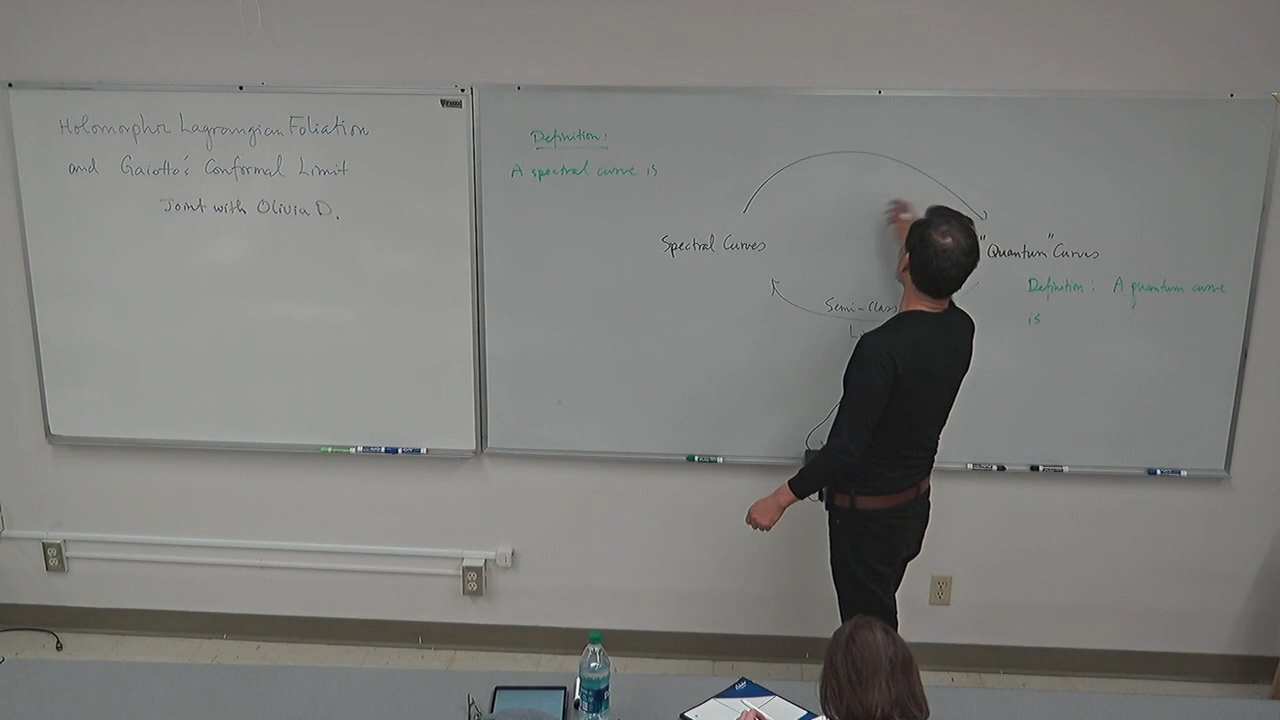 Holomorphic Lagrangian Foliation
and Gaiotto's Conformal Limit
Joint with Olivia D.
Definition:
A spectral curve is
Spectral Curves
"Quantum" Curves
Definition: A quantum curve
is
Semi-Class